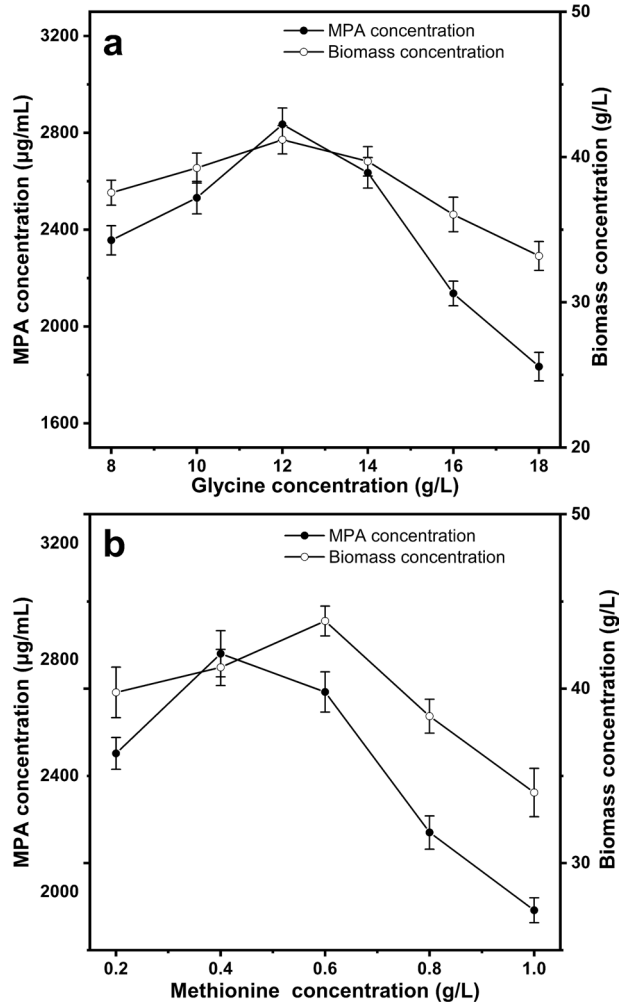 a
MPA concentration
Biomass concentration
MPA concentration (µg/mL)
3200
2800
2400
2000
1600
Biomass concentration (g/L)
50
40
30
20
8 10 12 14 16 18
Glycine concentration (g/L)
b
MPA concentration
Biomass concentration
MPA concentration (µg/mL)
3200
2800
2400
2000
Biomass concentration (g/L)
50
40
30
0.2 0.4 0.6 0.8 1.0
Methionine concentration (g/L)